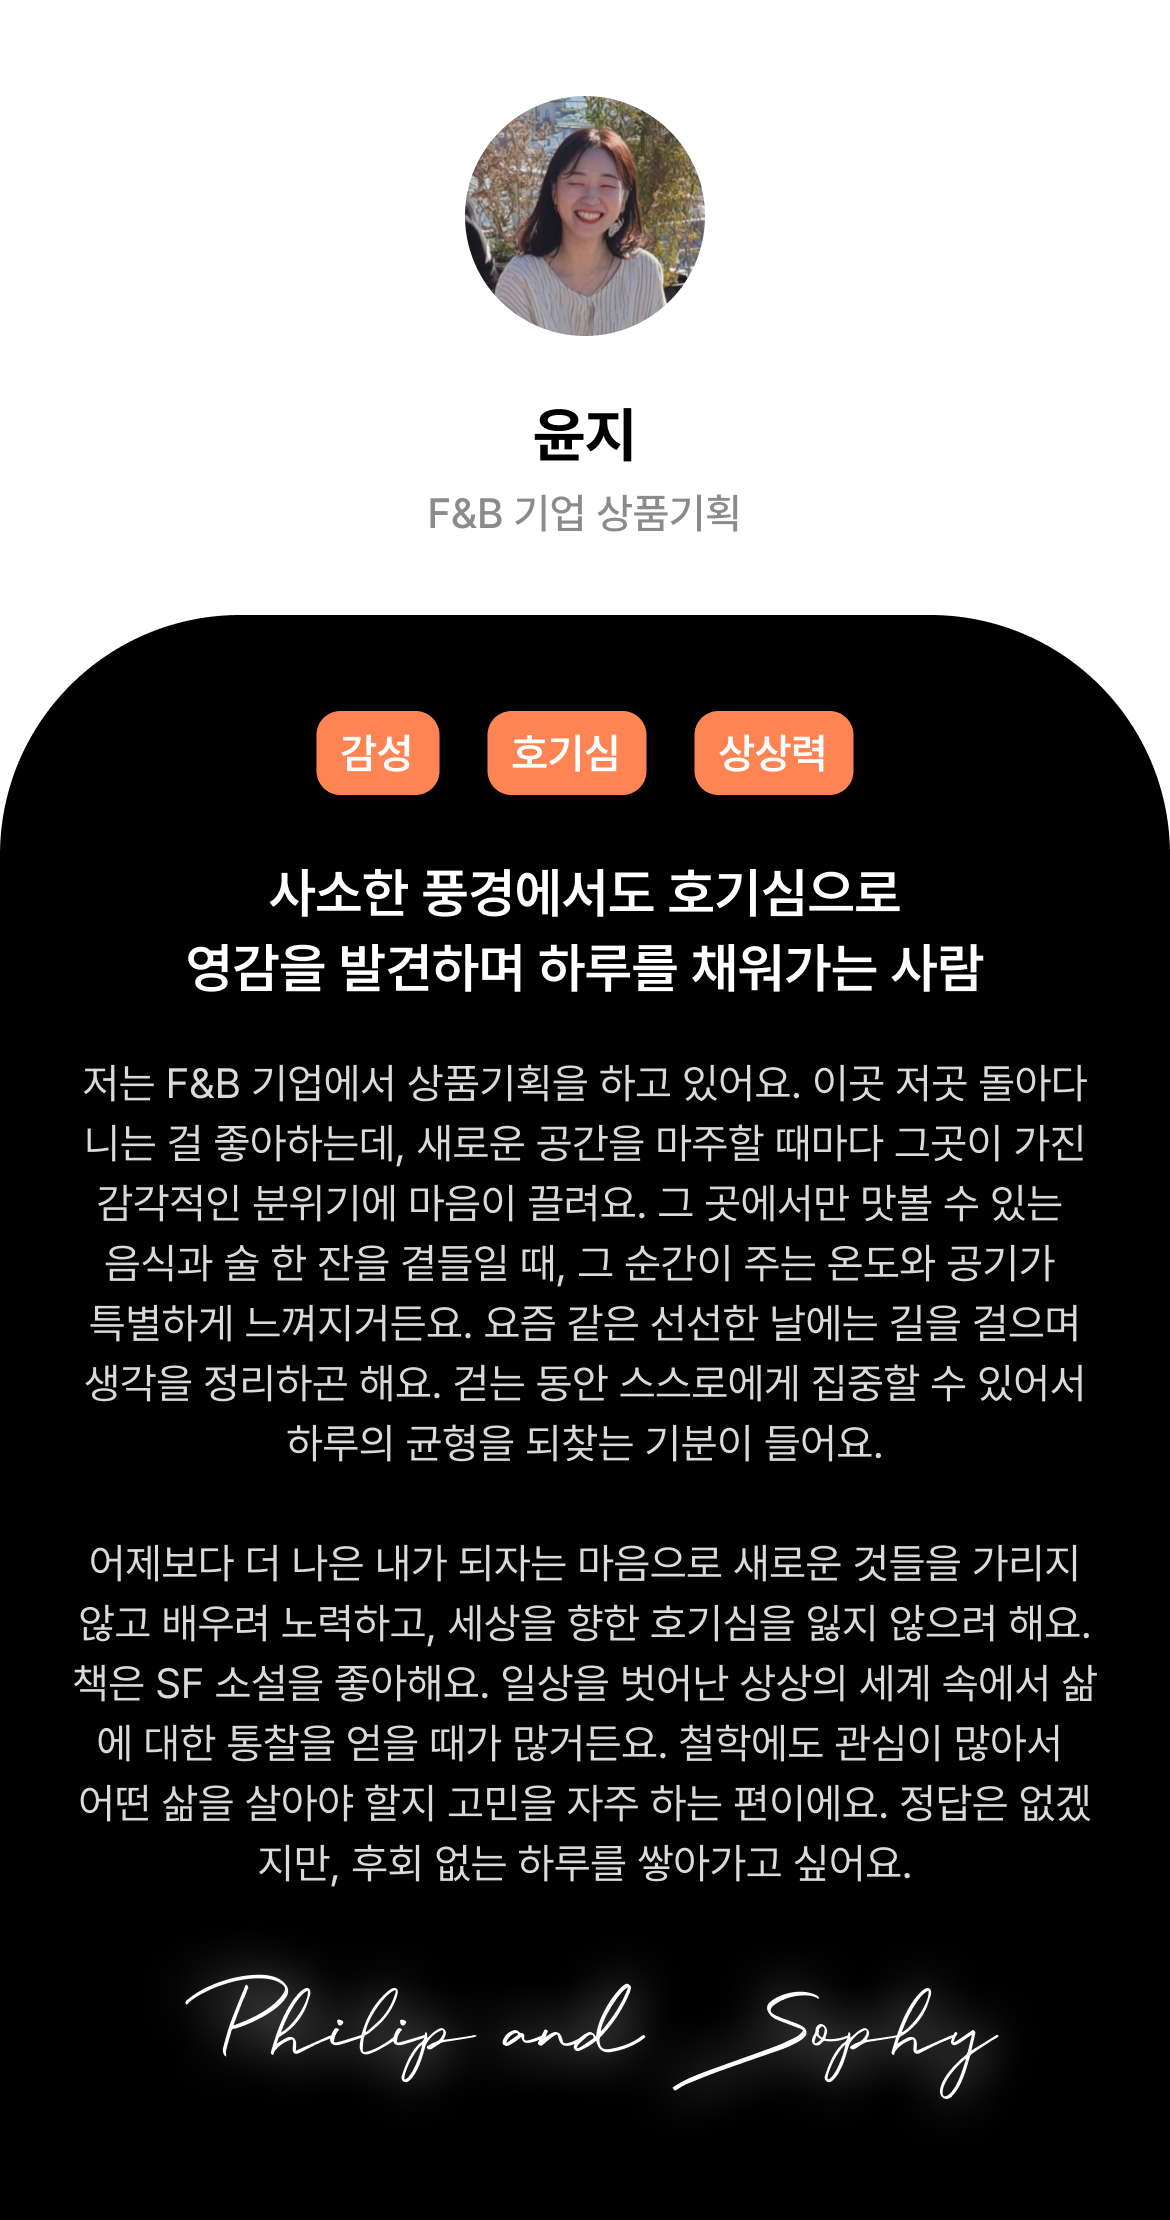 윤지
F&B 기업 상품기획
감성 호기심 상상력
사소한 풍경에서도 호기심으로
영감을 발견하며 하루를 채워가는 사람
저는 F&B 기업에서 상품기획을 하고 있어요. 이곳 저곳 돌아다
니는 걸 좋아하는데, 새로운 공간을 마주할 때마다 그곳이 가진
감각적인 분위기에 마음이 끌려요. 그 곳에서만 맛볼 수 있는
음식과 술 한 잔을 곁들일 때, 그 순간이 주는 온도와 공기가
특별하게 느껴지거든요. 요즘 같은 선선한 날에는 길을 걸으며
생각을 정리하곤 해요. 걷는 동안 스스로에게 집중할 수 있어서
하루의 균형을 되찾는 기분이 들어요.
어제보다 더 나은 내가 되자는 마음으로 새로운 것들을 가리지
않고 배우려 노력하고, 세상을 향한 호기심을 잃지 않으려 해요.
책은 SF 소설을 좋아해요. 일상을 벗어난 상상의 세계 속에서 삶
에 대한 통찰을 얻을 때가 많거든요. 철학에도 관심이 많아서
어떤 삶을 살아야 할지 고민을 자주 하는 편이에요. 정답은 없겠
지만, 후회 없는 하루를 쌓아가고 싶어요.
Philip and Sophy